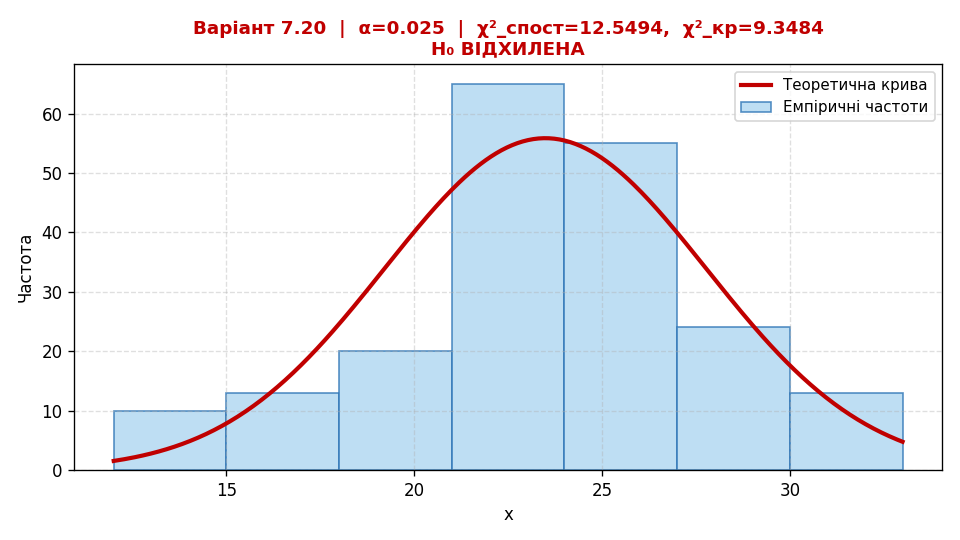 Варіант 7.20 | α=0.025 | χ²_спост=12.5494, χ²_кр=9.3484
H₀ ВІДХИЛЕНА
Теоретична крива
Емпіричні частоти
Частота
60
50
40
30
20
10
0
15
20
25
30
x